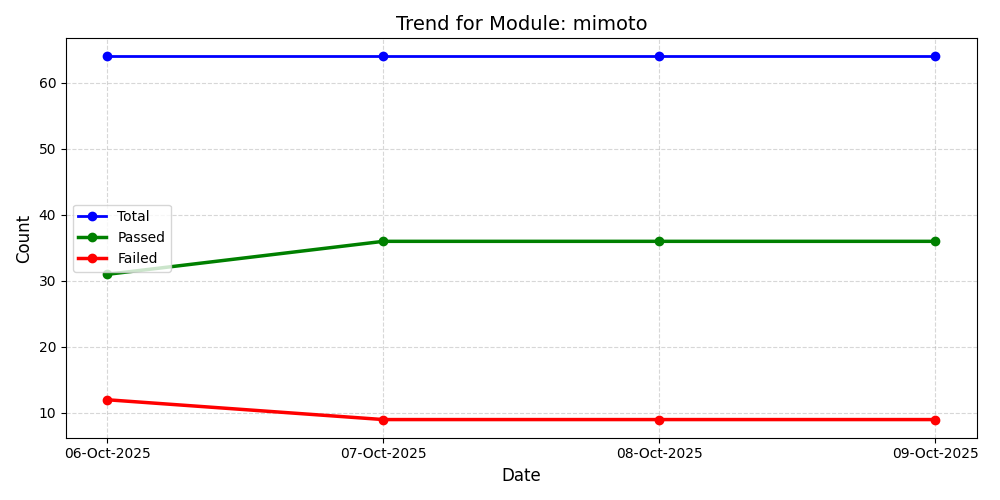 Trend for Module: mimoto
Count
60
50
40
30
20
10
Total
Passed
Failed
06-Oct-2025 07-Oct-2025 08-Oct-2025 09-Oct-2025
Date